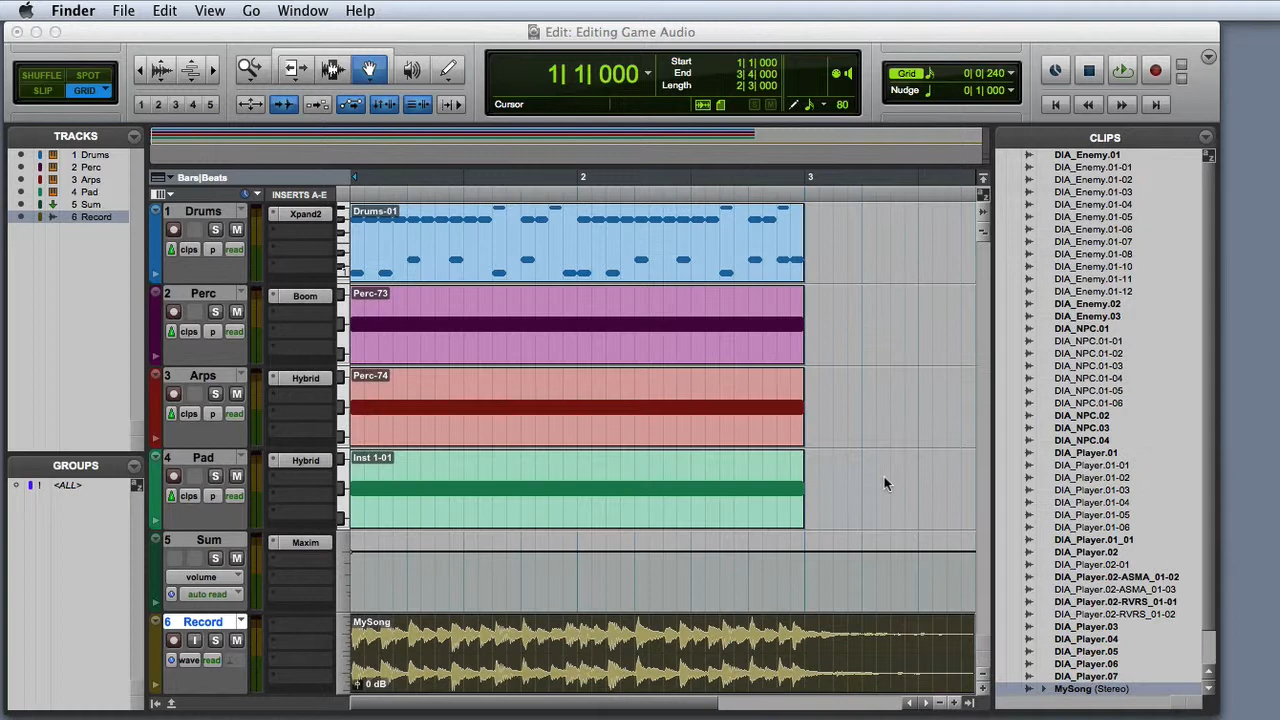 Finder File Edit View Go Window Help
Edit: Editing Game Audio
SHUFFLE SPOT
SLIP GRID
1 2 3 4 5
1| 1| 000
Start 1| 1| 000
End 3| 4| 000
Length 2| 3| 000
Cursor 80
Grid 0| 0| 240
Nudge 0| 1| 000
TRACKS
1 Drums
2 Perc
3 Arps
4 Pad
5 Sum
6 Record
GROUPS
1 <ALL>
Bars|Beats 2 3
INSERTS A-E
1 Drums
S M
clps p read
Xpand2
Drums-01
2 Perc
S M
clps p read
Boom
Perc-73
3 Arps
S M
clps p read
Hybrid
Perc-74
4 Pad
S M
clps p read
Hybrid
Inst 1-01
5 Sum
S M
volume
auto read
Maxim
6 Record
I S M
wave read
MySong
0 dB
CLIPS
DIA_Enemy.01
DIA_Enemy.01-01
DIA_Enemy.01-02
DIA_Enemy.01-03
DIA_Enemy.01-04
DIA_Enemy.01-05
DIA_Enemy.01-06
DIA_Enemy.01-07
DIA_Enemy.01-08
DIA_Enemy.01-10
DIA_Enemy.01-11
DIA_Enemy.01-12
DIA_Enemy.02
DIA_Enemy.03
DIA_NPC.01
DIA_NPC.01-01
DIA_NPC.01-02
DIA_NPC.01-03
DIA_NPC.01-04
DIA_NPC.01-05
DIA_NPC.01-06
DIA_NPC.02
DIA_NPC.03
DIA_NPC.04
DIA_Player.01
DIA_Player.01-01
DIA_Player.01-02
DIA_Player.01-03
DIA_Player.01-04
DIA_Player.01-05
DIA_Player.01-06
DIA_Player.01_01
DIA_Player.02
DIA_Player.02-01
DIA_Player.02-ASMA_01-02
DIA_Player.02-ASMA_01-03
DIA_Player.02-RVRS_01-01
DIA_Player.02-RVRS_01-02
DIA_Player.03
DIA_Player.04
DIA_Player.05
DIA_Player.06
DIA_Player.07
MySong (Stereo)